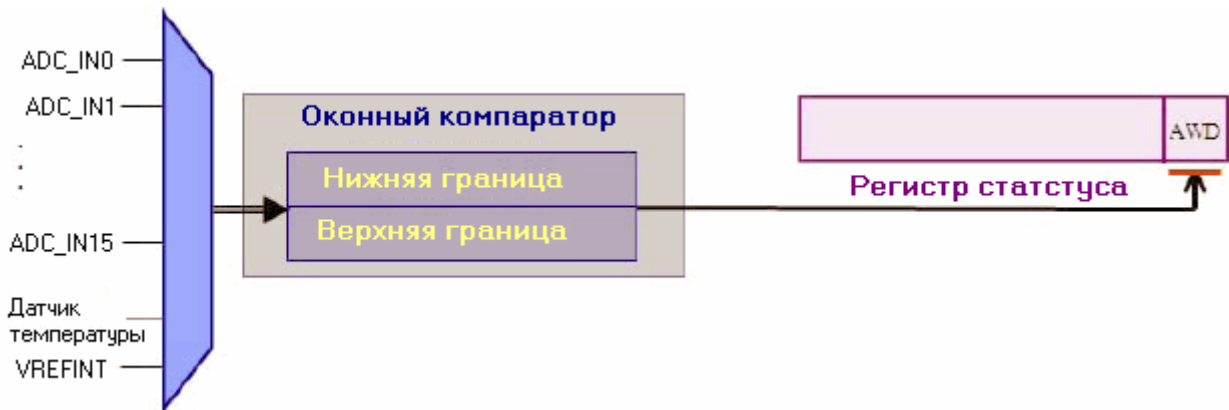 ADC_IN0
ADC_IN1
ADC_IN15
Датчик
температуры
VREFINT
Оконный компаратор
Нижняя граница
Верхняя граница
AWD
Регистр статстуса